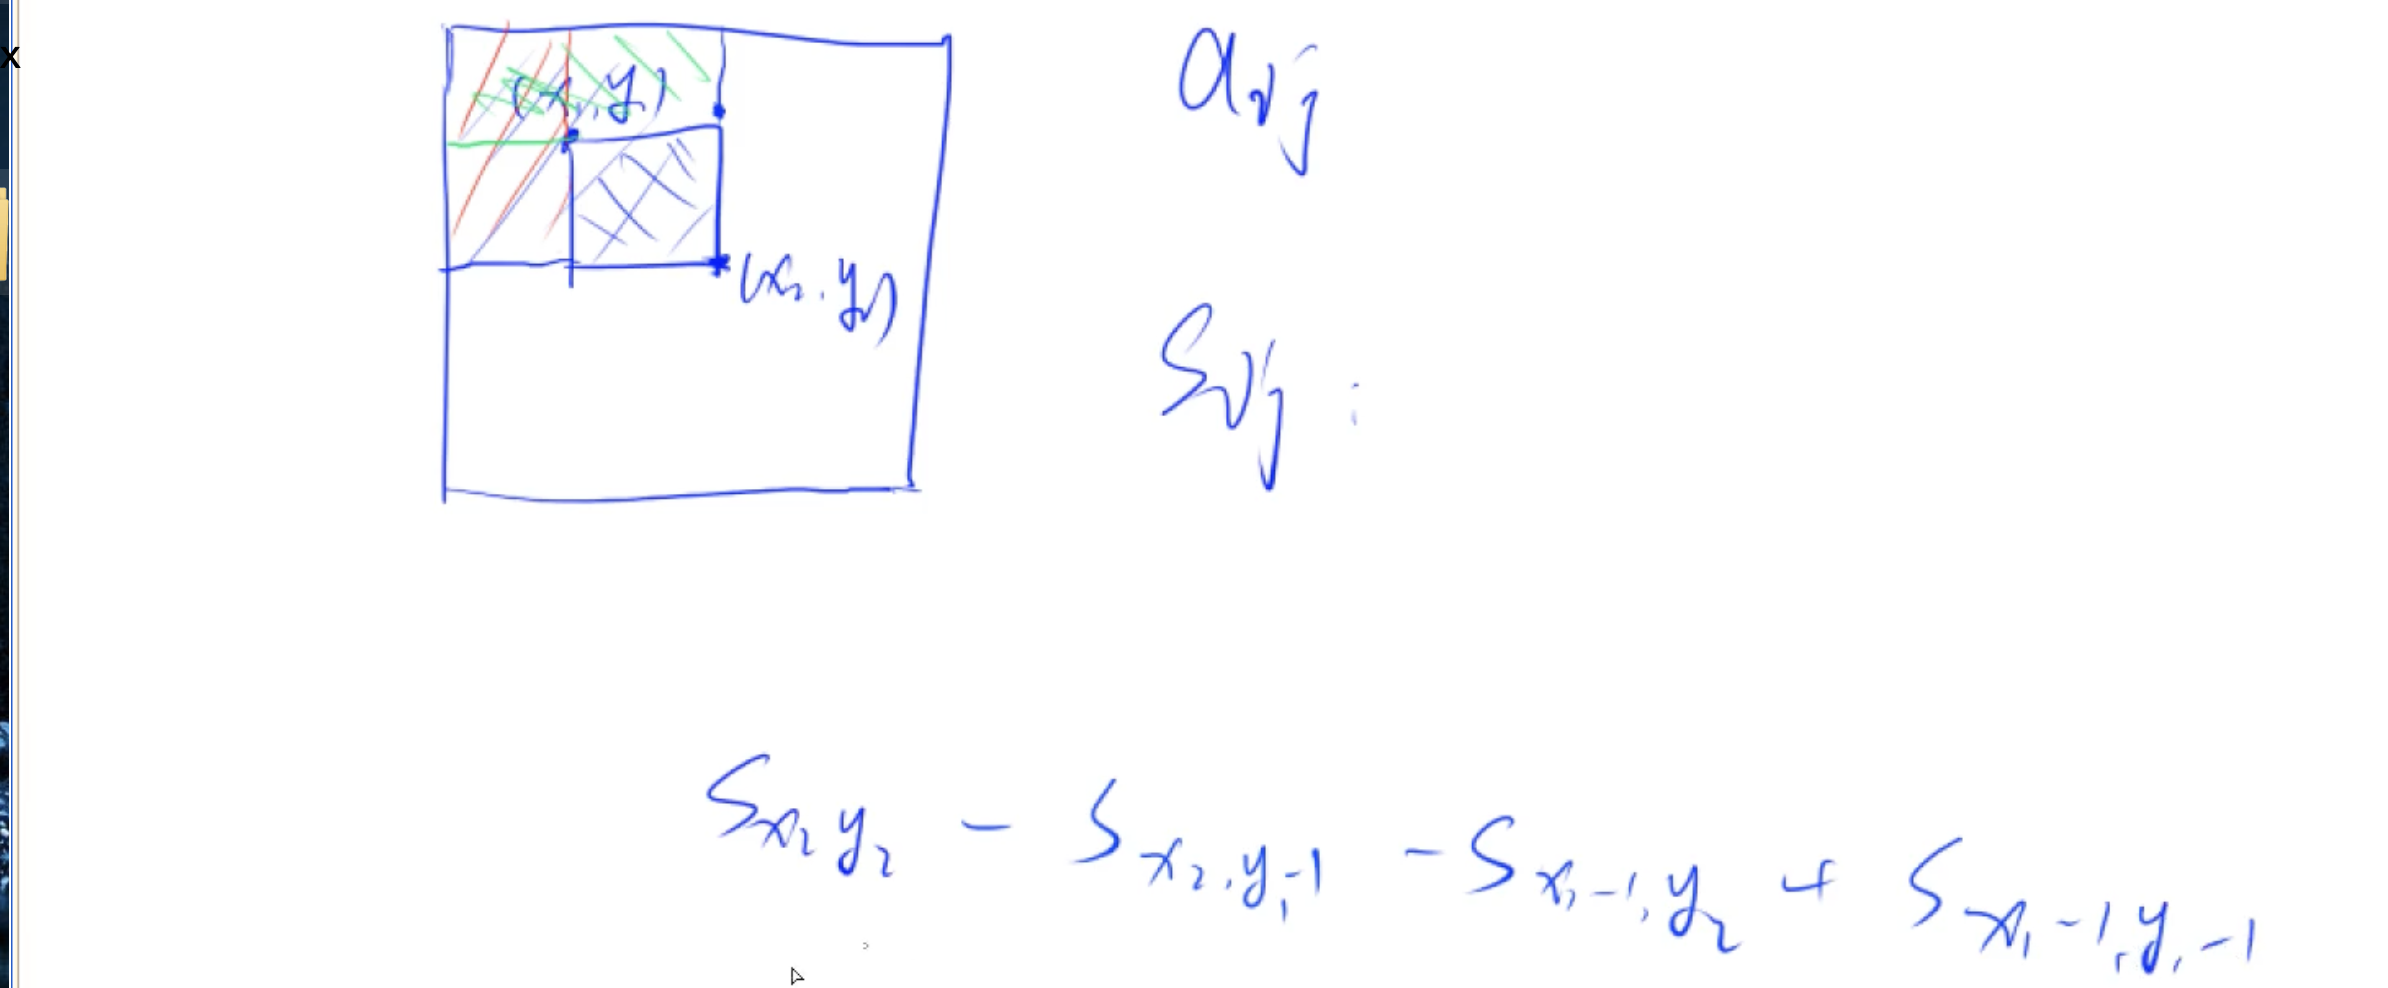 x
a_{ij}
(x_1, y_1)
(x_2, y_2)
S_{ij} :
S_{x_2 y_2} - S_{x_2, y_1 -1} - S_{x_1 -1, y_2} + S_{x_1 -1, y_1 -1}